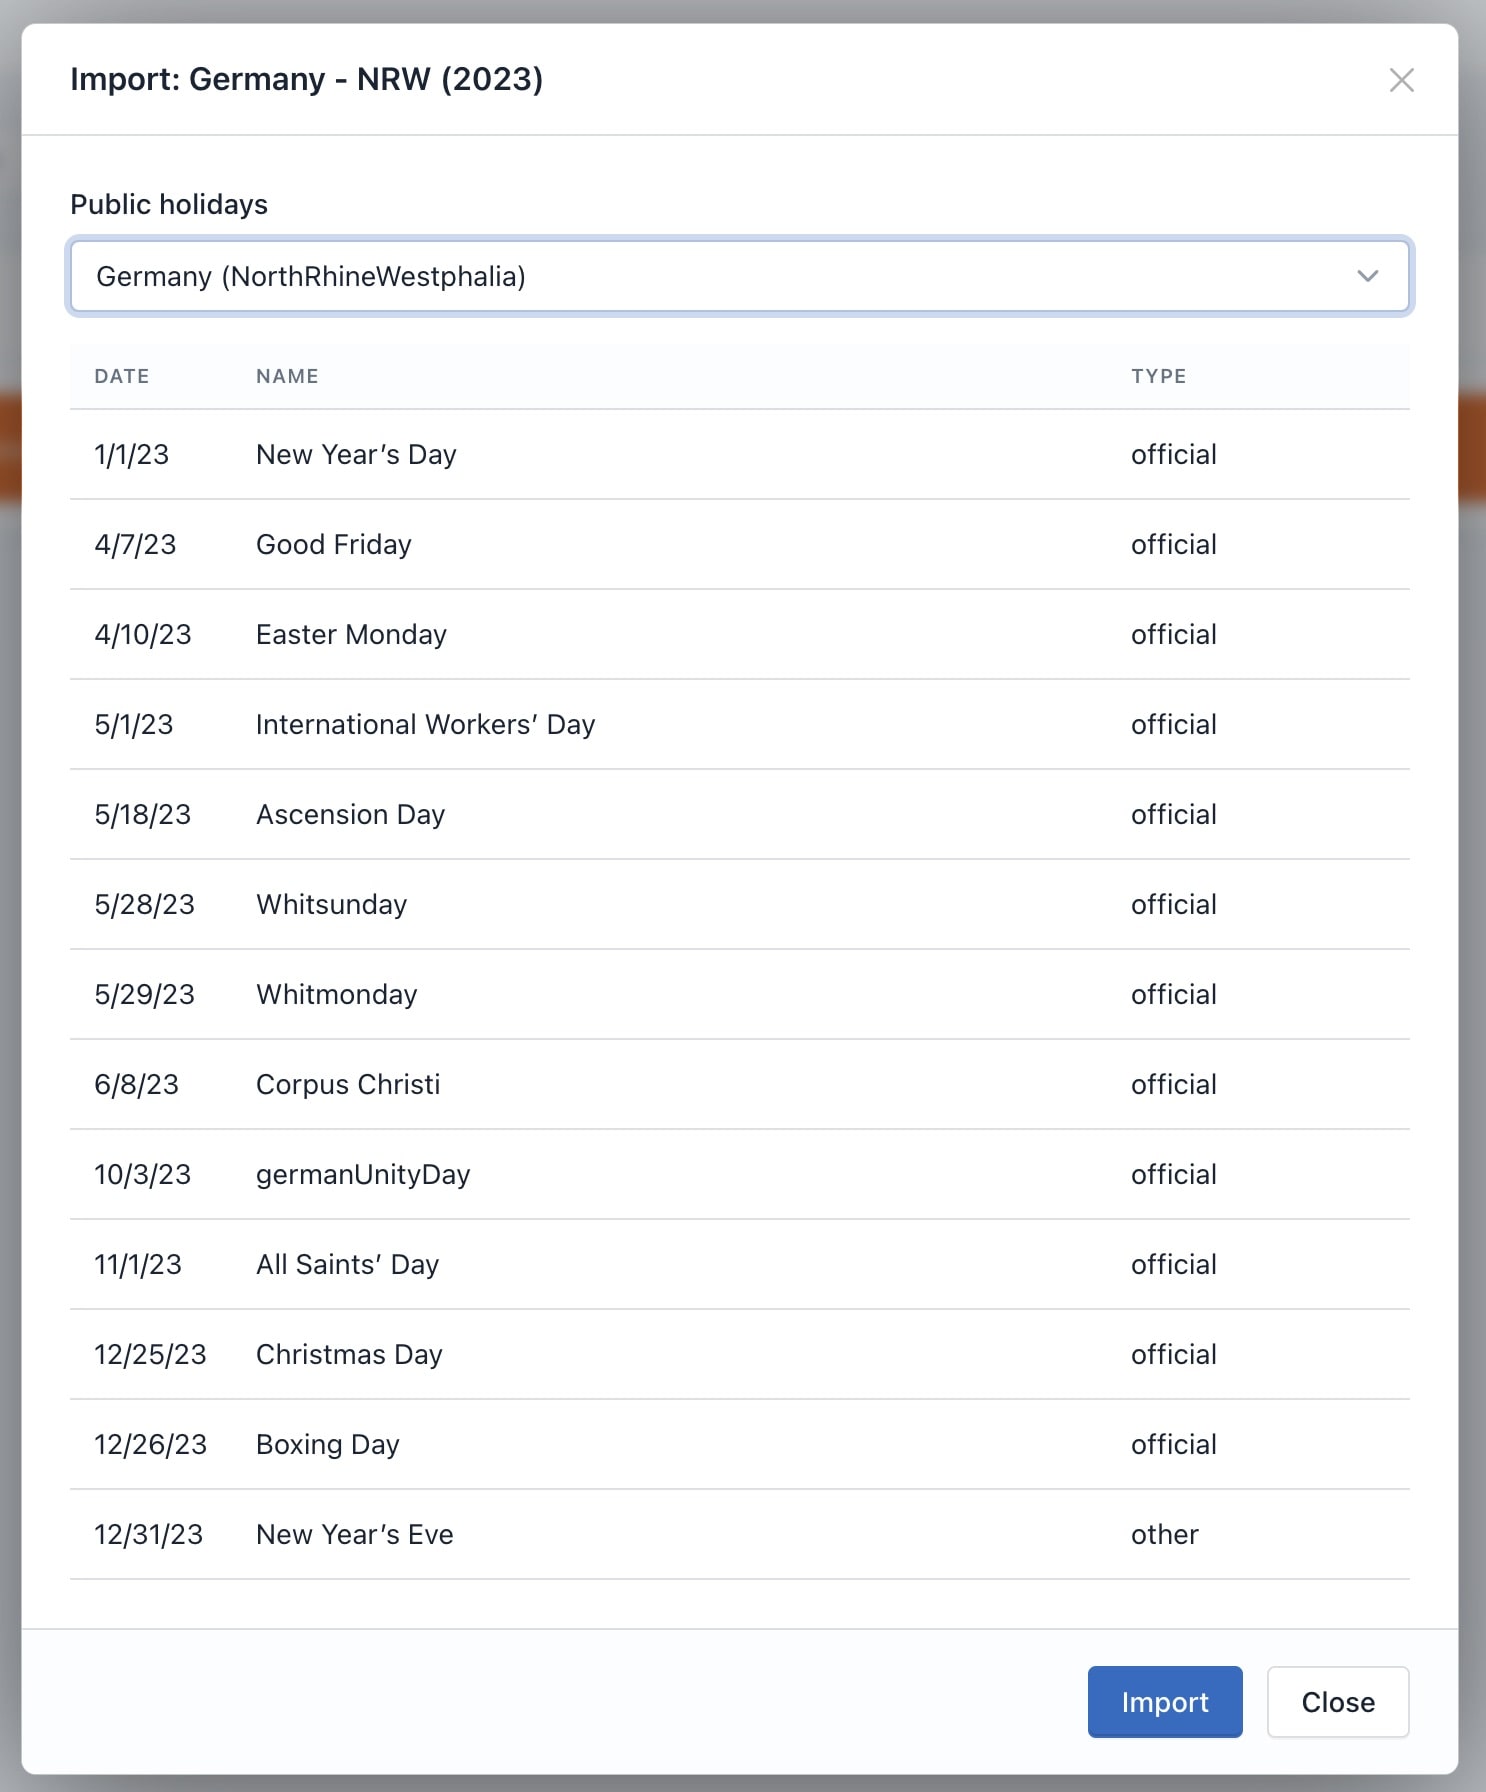 Import: Germany - NRW (2023)
Public holidays
Germany (NorthRhineWestphalia)
DATE NAME TYPE
1/1/23 New Year’s Day official
4/7/23 Good Friday official
4/10/23 Easter Monday official
5/1/23 International Workers’ Day official
5/18/23 Ascension Day official
5/28/23 Whitsunday official
5/29/23 Whitmonday official
6/8/23 Corpus Christi official
10/3/23 germanUnityDay official
11/1/23 All Saints’ Day official
12/25/23 Christmas Day official
12/26/23 Boxing Day official
12/31/23 New Year’s Eve other
Import Close